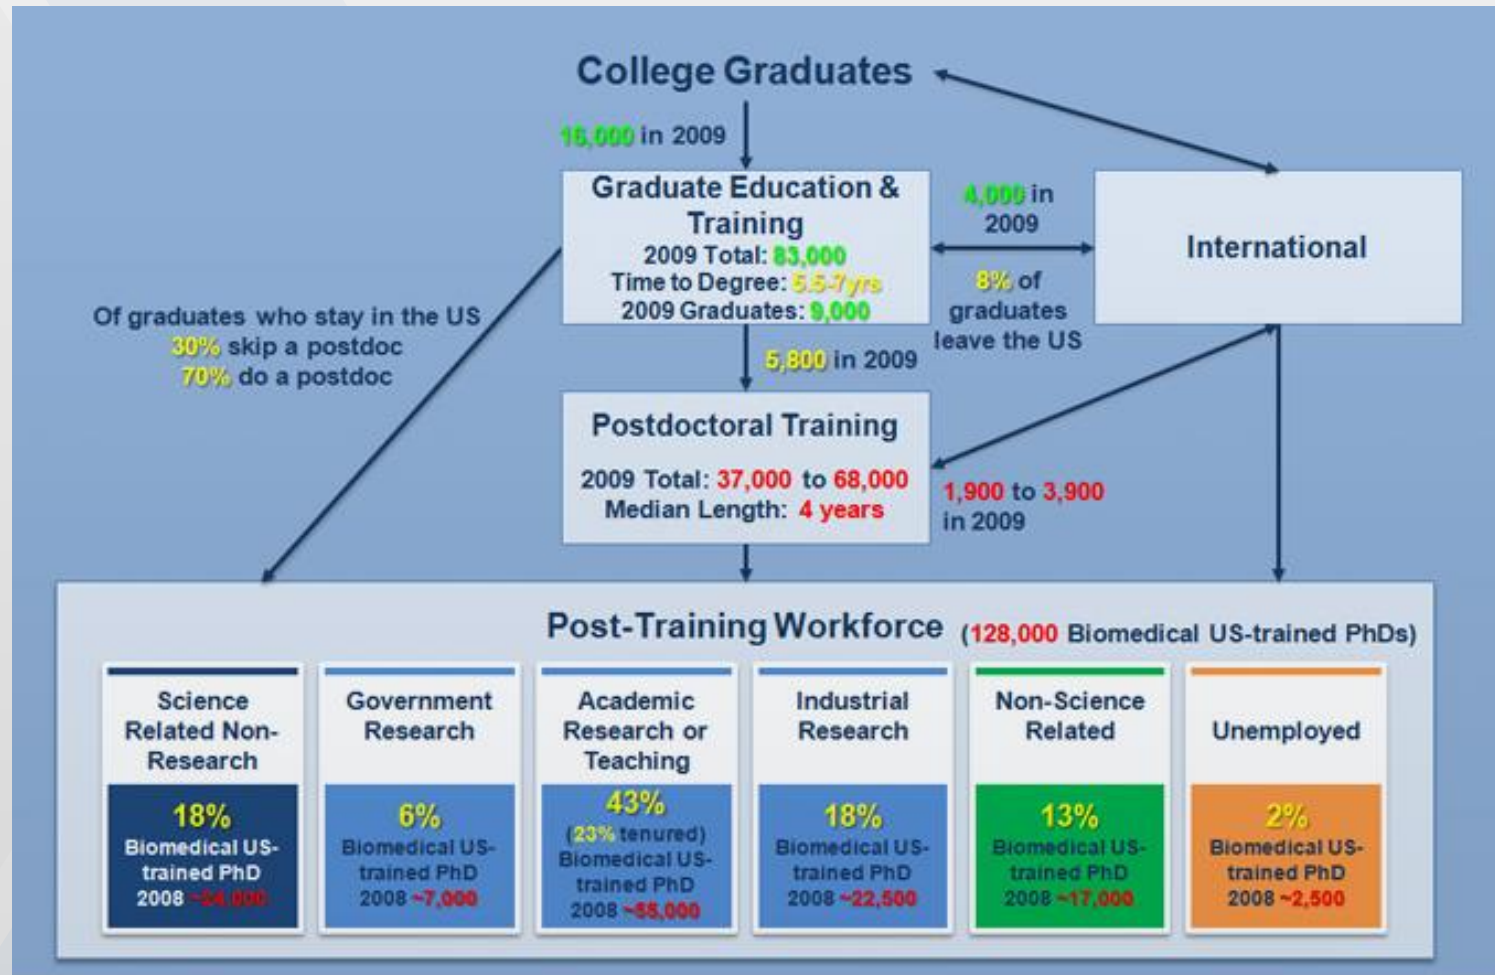 College Graduates
16,000 in 2009
Graduate Education &
Training
2009 Total: 83,000
Time to Degree: 5.5-7yrs
2009 Graduates: 9,000
4,000 in
2009
8% of
graduates
leave the US
International
Of graduates who stay in the US
30% skip a postdoc
70% do a postdoc
5,800 in 2009
Postdoctoral Training
2009 Total: 37,000 to 68,000
Median Length: 4 years
1,900 to 3,900
in 2009
Post-Training Workforce (128,000 Biomedical US-trained PhDs)
Science
Related Non-
Research
18%
Biomedical US-
trained PhD
2008 ~24,000
Government
Research
6%
Biomedical US-
trained PhD
2008 ~7,000
Academic
Research or
Teaching
43%
(23% tenured)
Biomedical US-
trained PhD
2008 ~55,000
Industrial
Research
18%
Biomedical US-
trained PhD
2008 ~22,500
Non-Science
Related
13%
Biomedical US-
trained PhD
2008 ~17,000
Unemployed
2%
Biomedical US-
trained PhD
2008 ~2,500